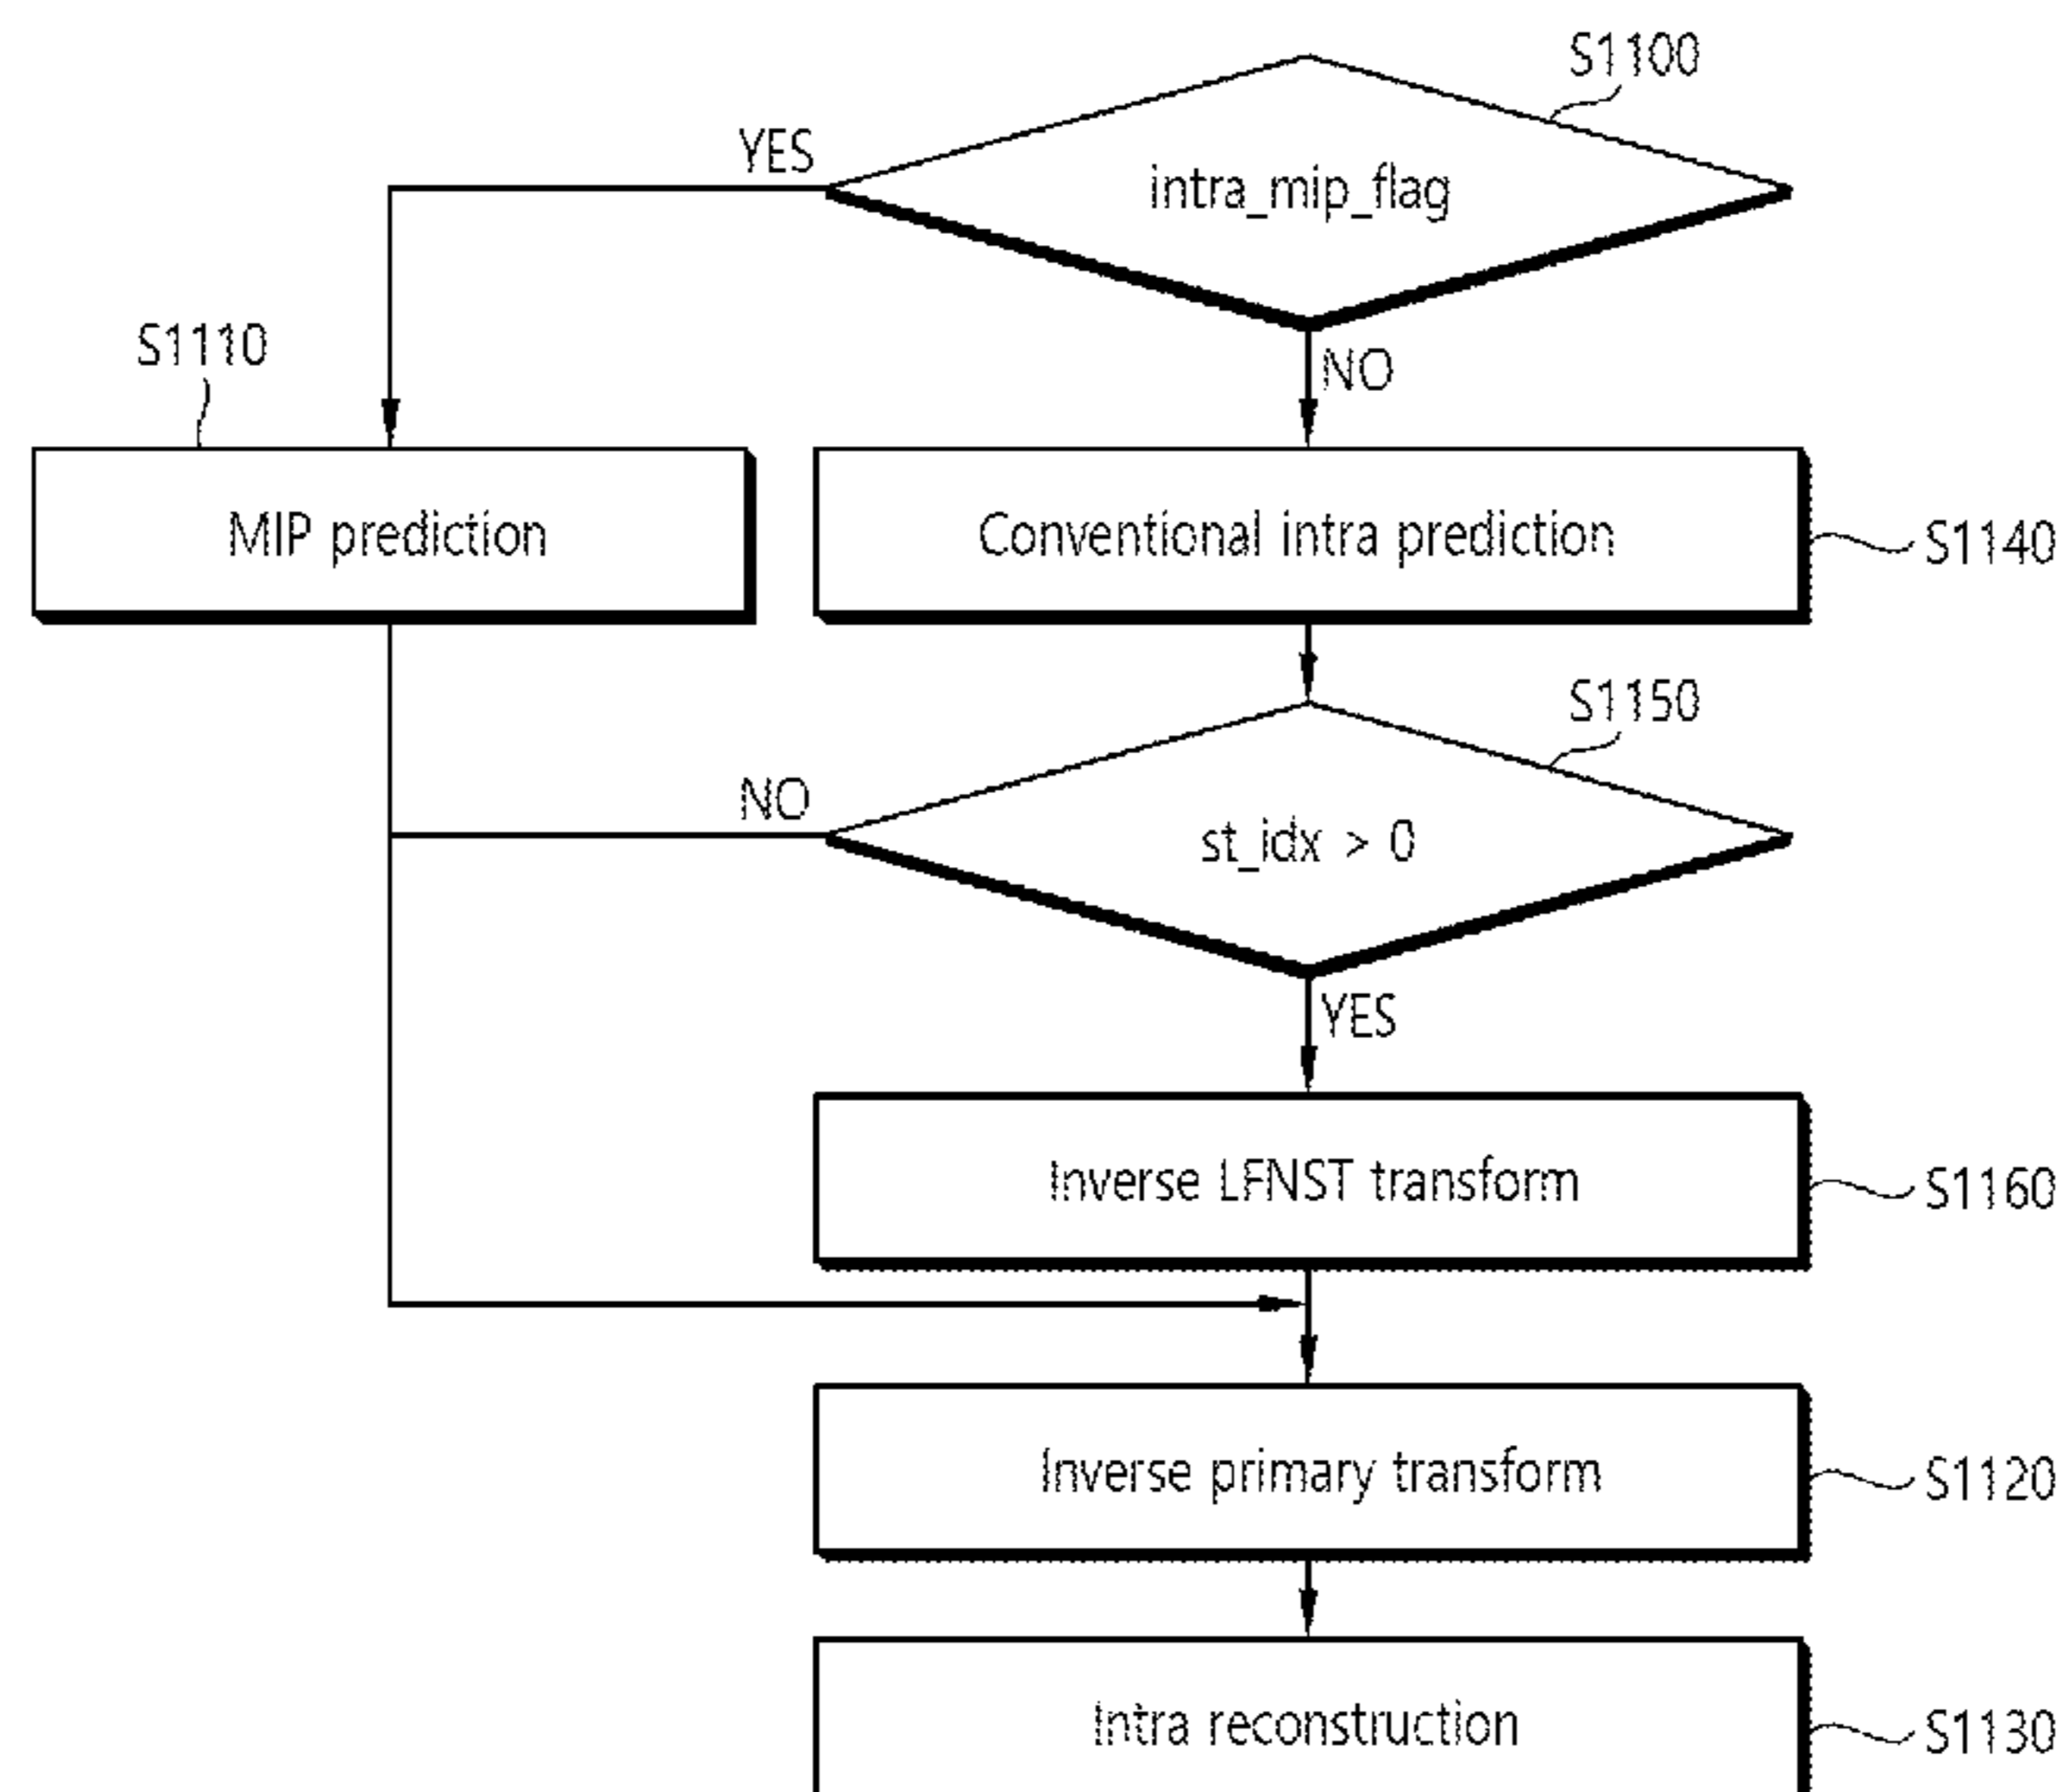 S1100
YES
intra_mip_flag
S1110
NO
MIP prediction
Conventional intra prediction
S1140
S1150
NO
st_idx > 0
YES
Inverse LFNST transform
S1160
Inverse primary transform
S1120
Intra reconstruction
S1130